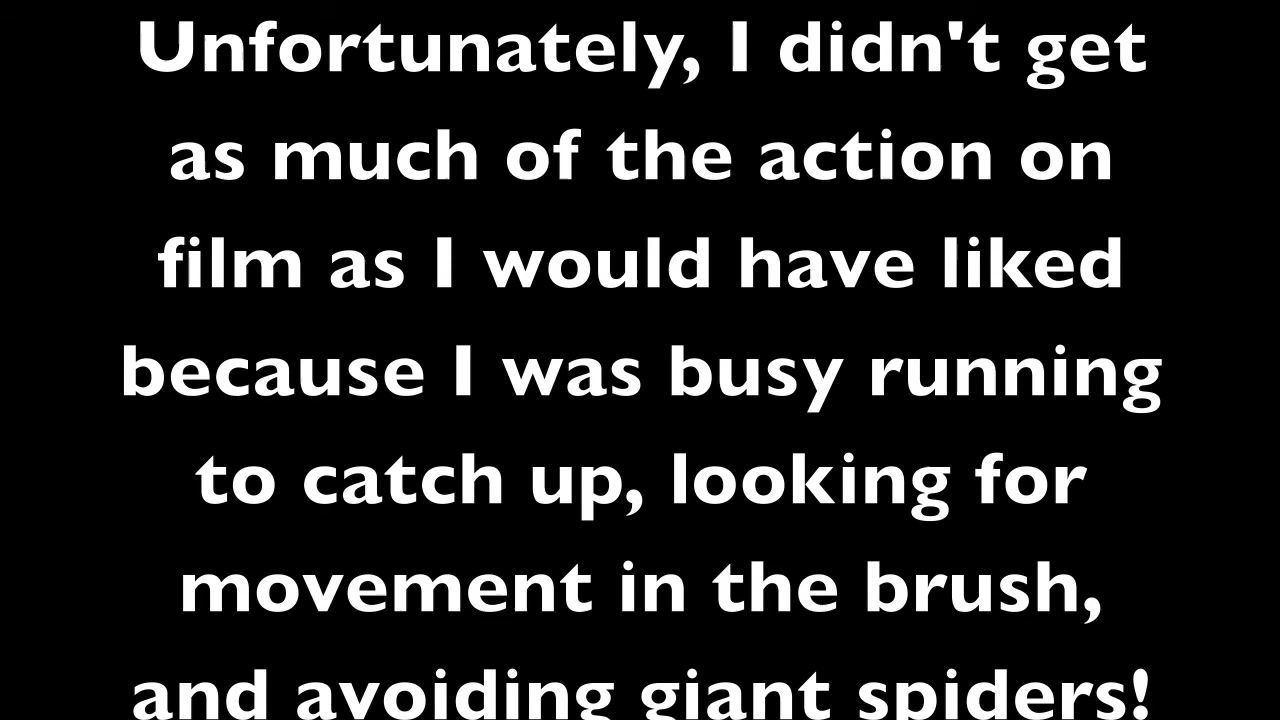 Unfortunately, I didn't get
as much of the action on
film as I would have liked
because I was busy running
to catch up, looking for
movement in the brush,
and avoiding giant spiders!